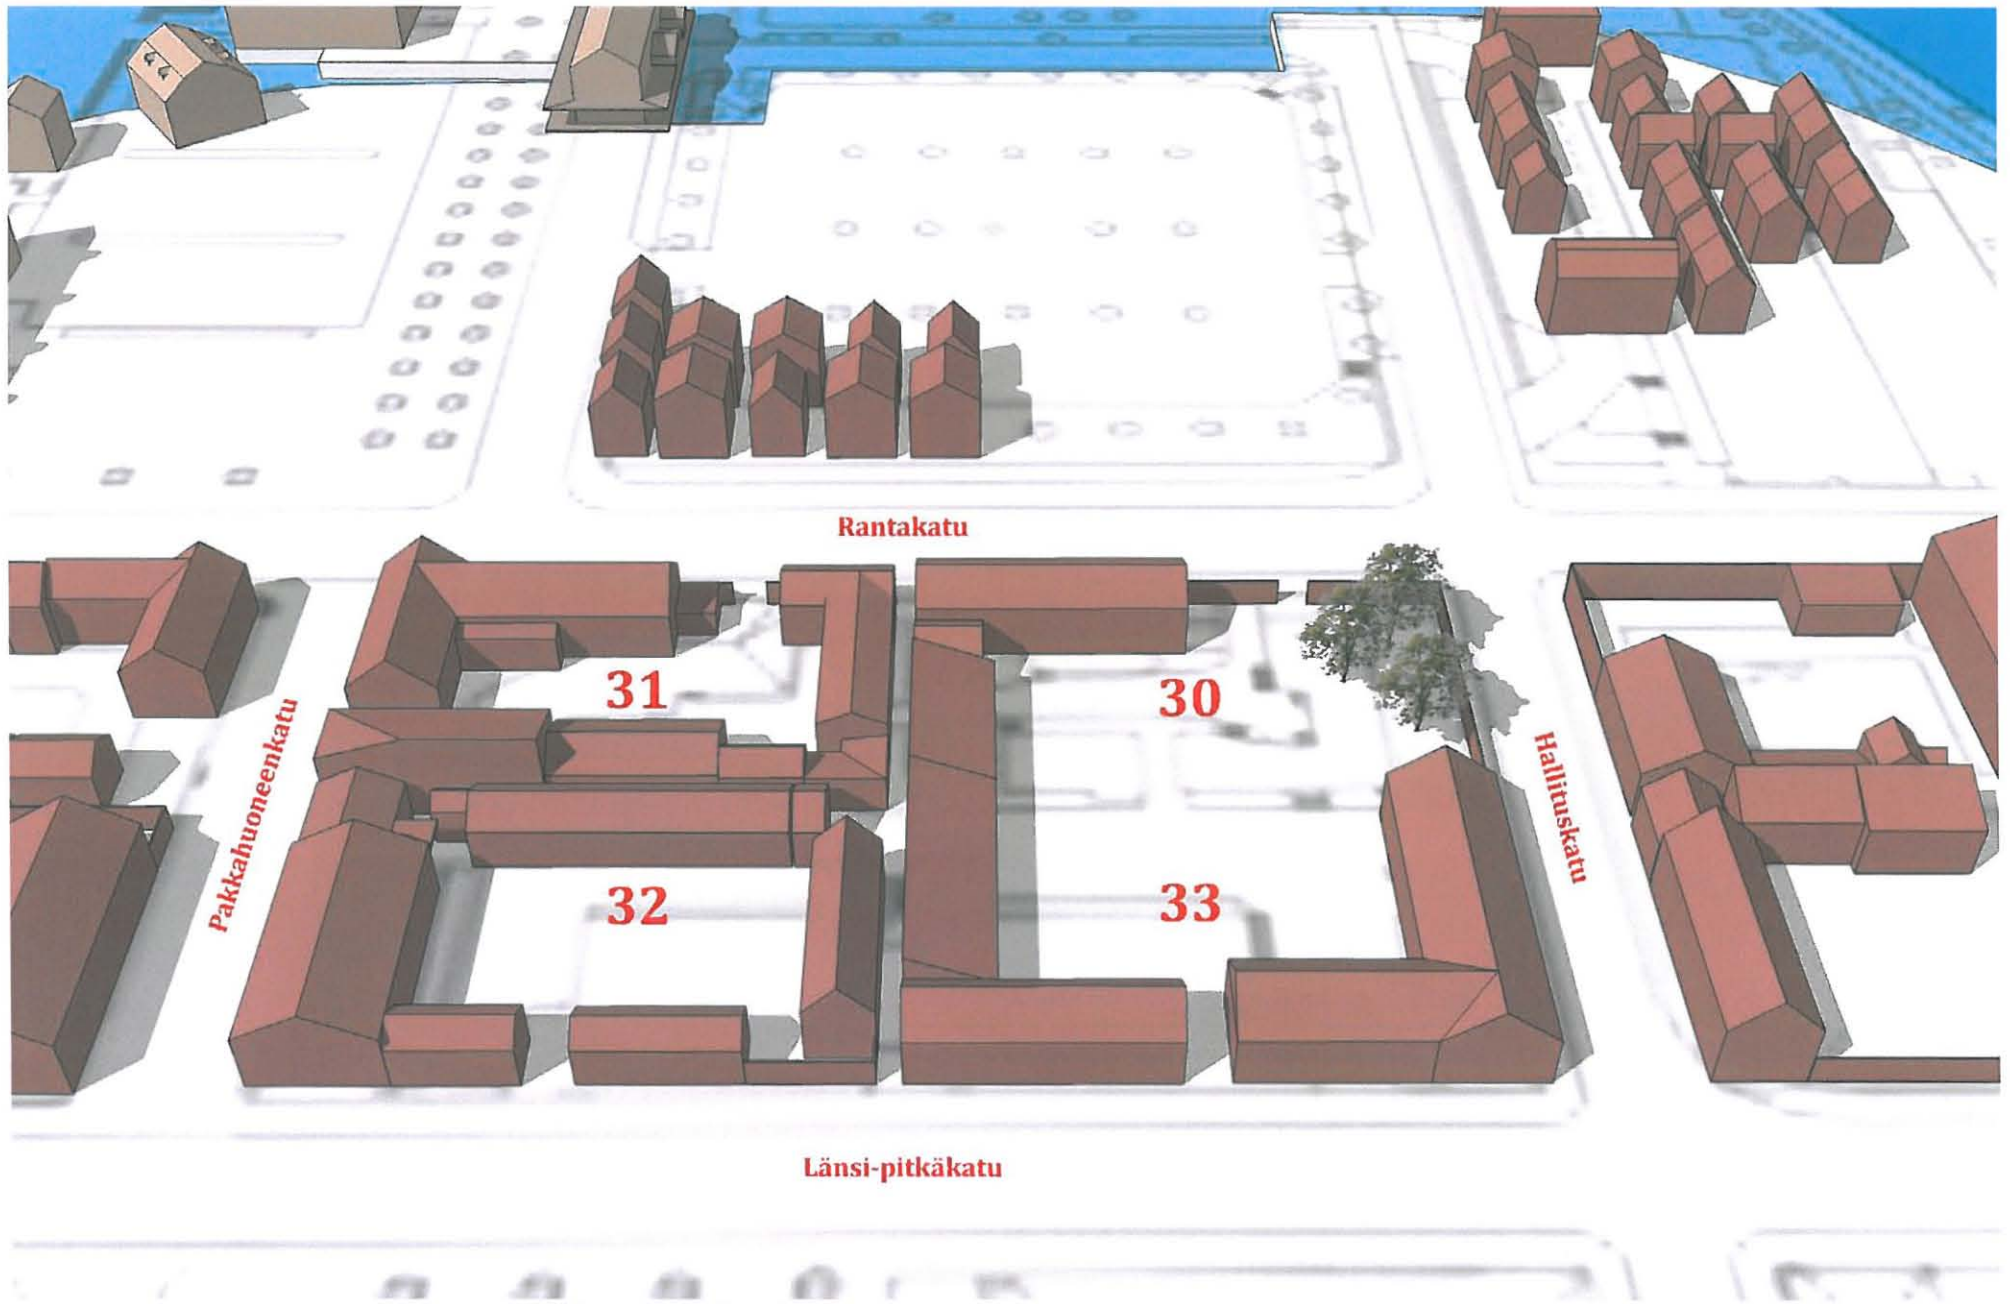 Rantakatu
31
30
Pakkahuoneenkatu
Hallituskatu
32
33
Länsi-pitkäkatu